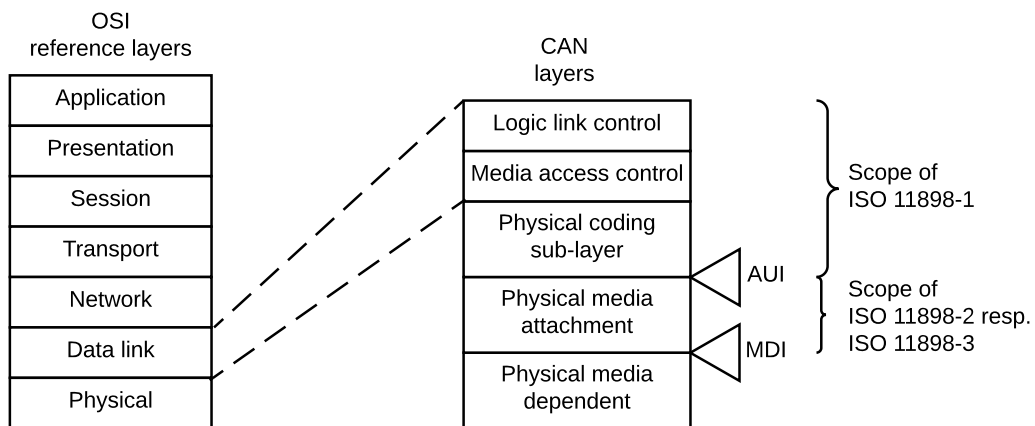 OSI
reference layers
Application
Presentation
Session
Transport
Network
Data link
Physical
CAN
layers
Logic link control
Media access control
Physical coding
sub-layer
Physical media
attachment
Physical media
dependent
AUI
MDI
Scope of
ISO 11898-1
Scope of
ISO 11898-2 resp.
ISO 11898-3